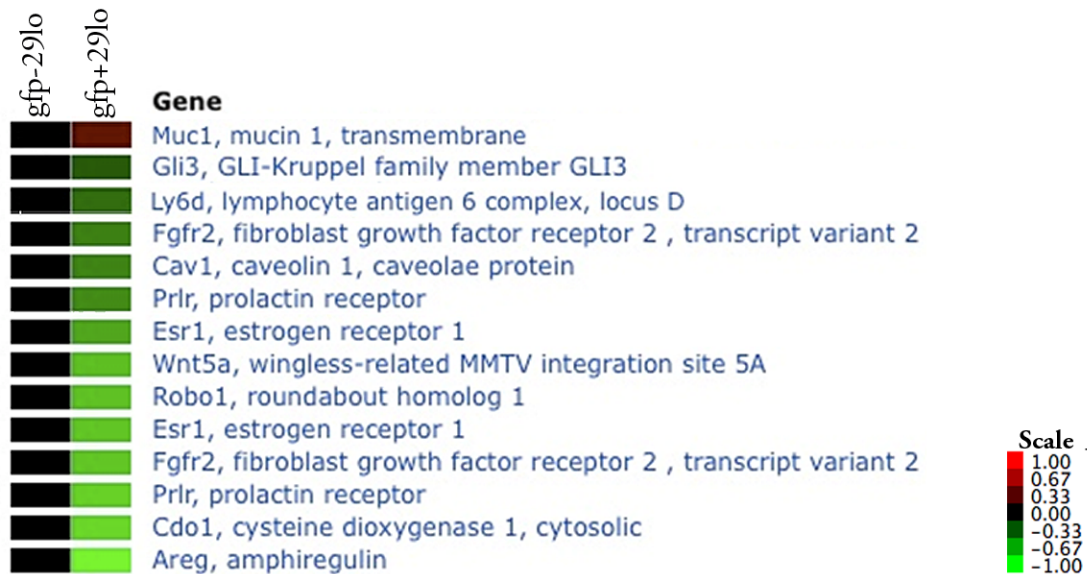 gfp-29lo
gfp+29lo
Gene
Muc1, mucin 1, transmembrane
Gli3, GLI-Kruppel family member GLI3
Ly6d, lymphocyte antigen 6 complex, locus D
Fgfr2, fibroblast growth factor receptor 2 , transcript variant 2
Cav1, caveolin 1, caveolae protein
Prlr, prolactin receptor
Esr1, estrogen receptor 1
Wnt5a, wingless-related MMTV integration site 5A
Robo1, roundabout homolog 1
Esr1, estrogen receptor 1
Fgfr2, fibroblast growth factor receptor 2 , transcript variant 2
Prlr, prolactin receptor
Cdo1, cysteine dioxygenase 1, cytosolic
Areg, amphiregulin
Scale
1.00
0.67
0.33
0.00
-0.33
-0.67
-1.00